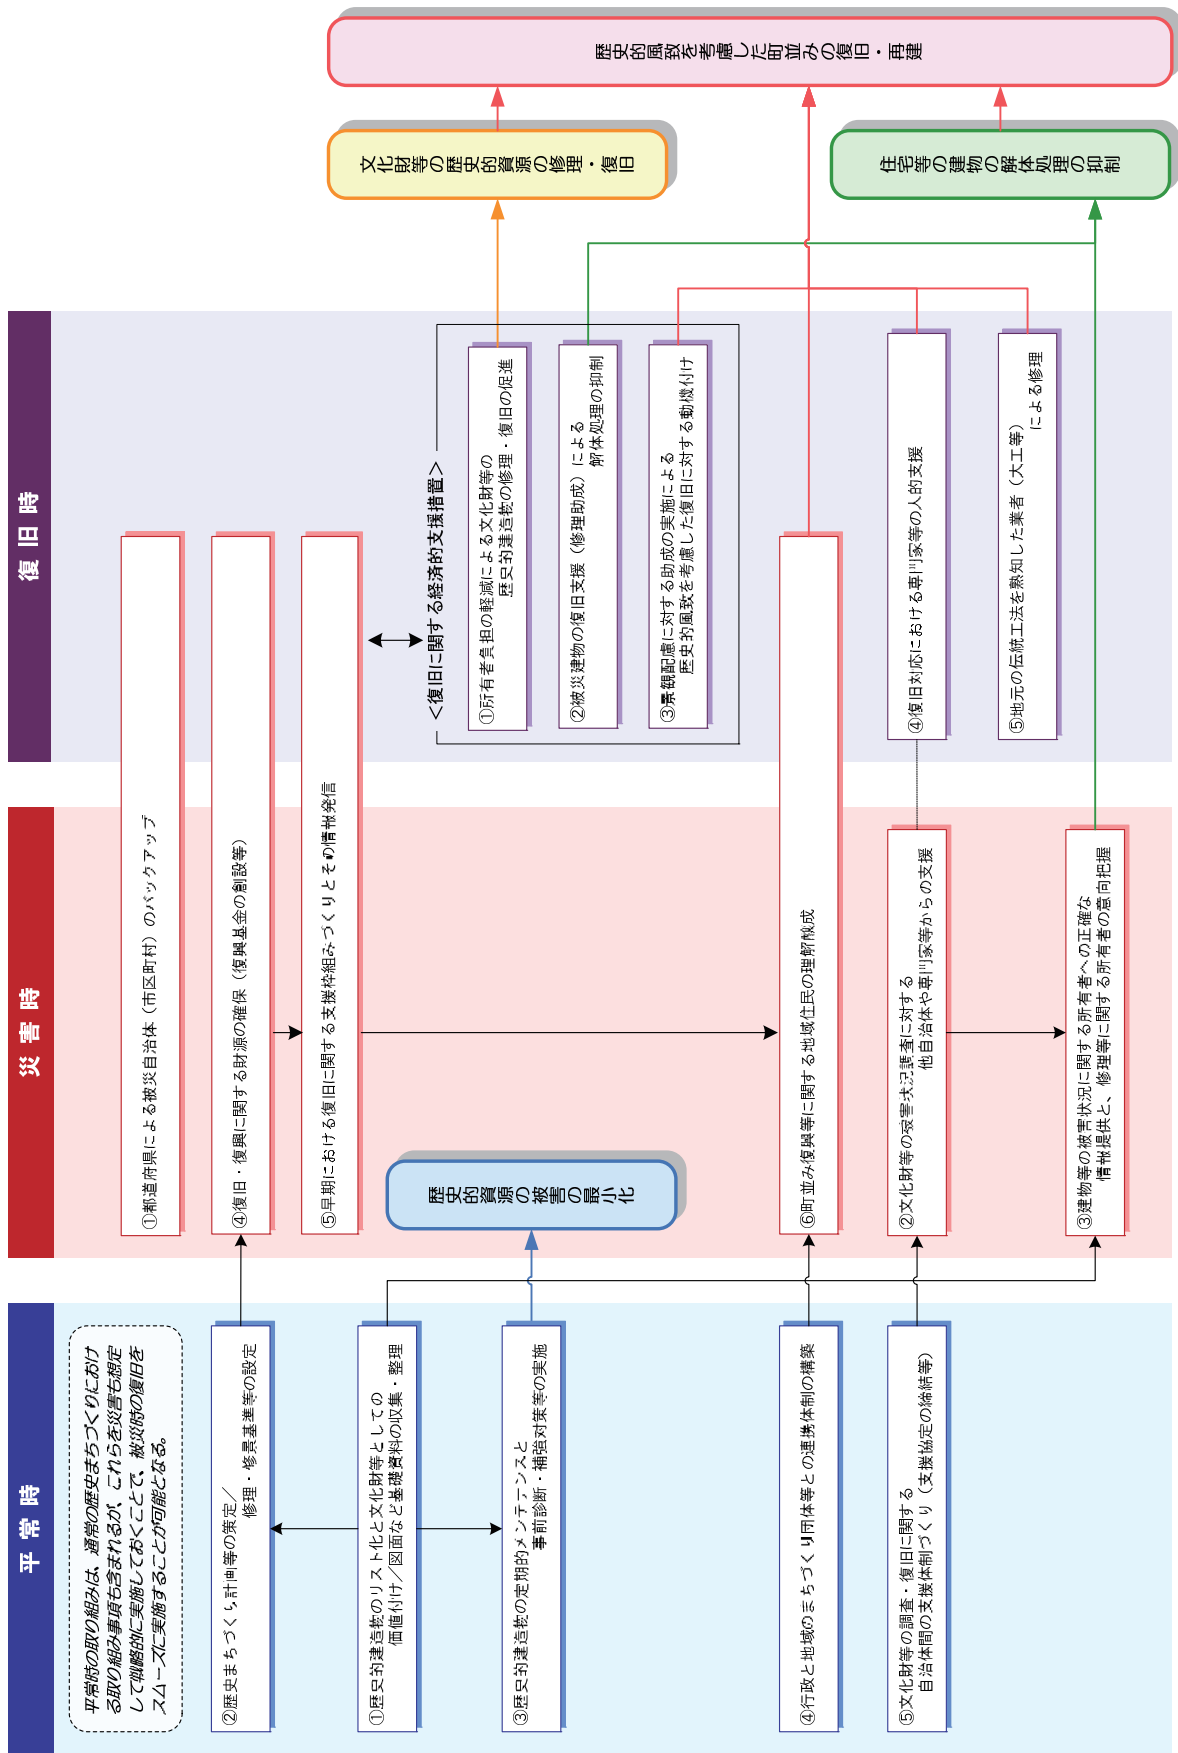 平常時
平常時の取り組みは、通常の歴史まちづくりにおけ
る取り組み事項も含まれるが、これらを災害も想定
して戦略的に実施しておくことで、被災時の復旧を
スムーズに実施することが可能となる。
②歴史まちづくり計画等の策定／
修理・修景基準等の設定
①歴史的建造物のリスト化と文化財等としての
価値付け／図面など基礎資料の収集・整理
③歴史的建造物の定期的メンテナンスと
事前診断・補強対策等の実施
④行政と地域のまちづくり団体等との連携体制の構築
⑤文化財等の調査・復旧に関する
自治体間の支援体制づくり（支援協定の締結等）
災害時
①都道府県による被災自治体（市区町村）のバックアップ
④復旧・復興に関する財源の確保（復興基金の創設等）
⑤早期における復旧に関する支援枠組みづくりとその情報発信
歴史的資源の被害の最小化
⑥町並み復興等に関する地域住民の理解醸成
②文化財等の被害状況調査に対する
他自治体や専門家等からの支援
③建物等の被害状況に関する所有者への正確な
情報提供と、修理等に関する所有者の意向把握
復旧時
＜復旧に関する経済的支援措置＞
①所有者負担の軽減による文化財等の
歴史的建造物の修理・復旧の促進
②被災建物の復旧支援（修理助成）による
解体処理の抑制
③景観配慮に対する助成の実施による
歴史的風致を考慮した復旧に対する動機付け
④復旧対応における専門家等の人的支援
⑤地元の伝統工法を熟知した業者（大工等）
による修理
文化財等の歴史的資源の修理・復旧
住宅等の建物の解体処理の抑制
歴史的風致を考慮した町並みの復旧・再建